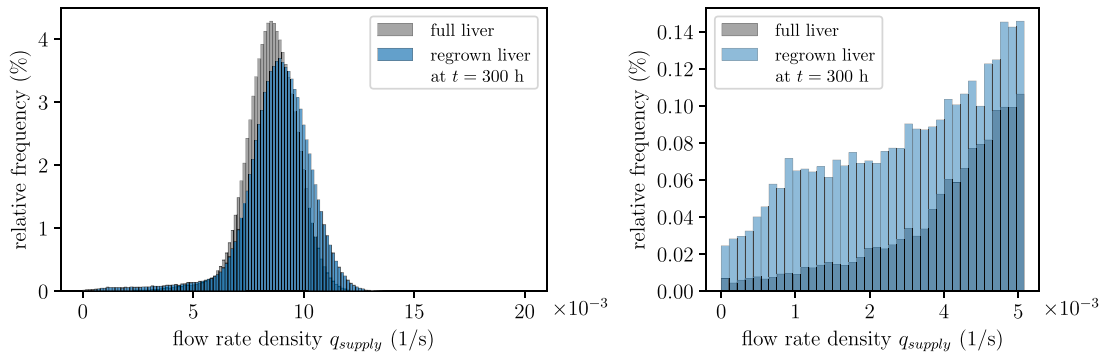 relative frequency (%)
4
3
2
1
0
full liver
regrown liver
at t = 300 h
0
5
10
15
20
×10⁻³
flow rate density q_supply (1/s)
relative frequency (%)
0.14
0.12
0.10
0.08
0.06
0.04
0.02
0.00
full liver
regrown liver
at t = 300 h
0
1
2
4
5
×10⁻³
flow rate density q_supply (1/s)